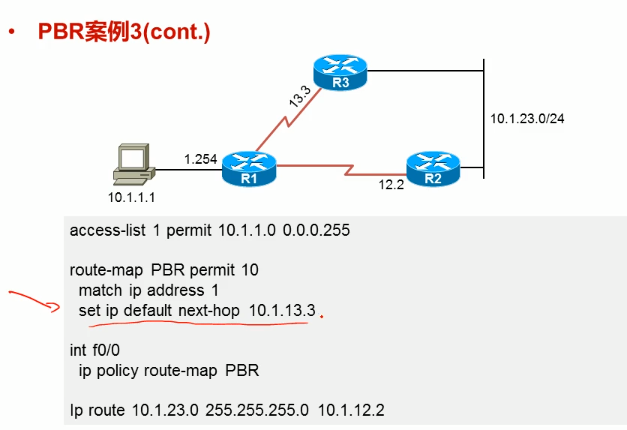 • PBR案例3(cont.)
R3
13.3
10.1.23.0/24
1.254
R1
12.2
R2
10.1.1.1
access-list 1 permit 10.1.1.0 0.0.0.255
route-map PBR permit 10
match ip address 1
set ip default next-hop 10.1.13.3
int f0/0
ip policy route-map PBR
Ip route 10.1.23.0 255.255.255.0 10.1.12.2